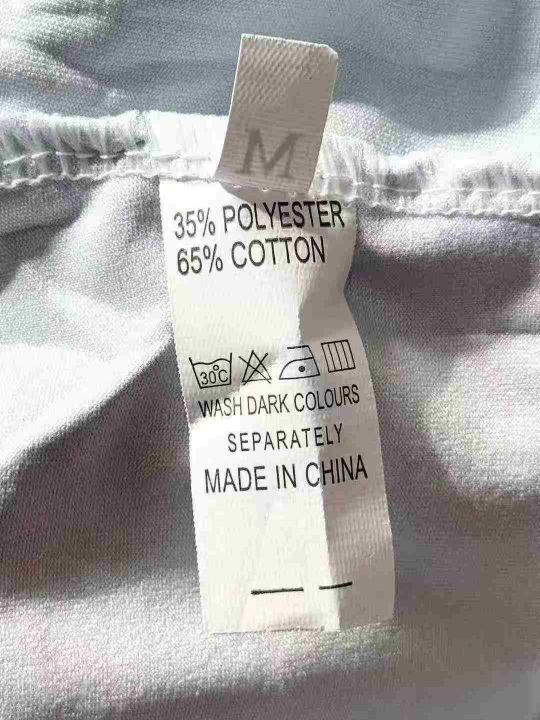 M
35% POLYESTER
65% COTTON
30°C
WASH DARK COLOURS
SEPARATELY
MADE IN CHINA